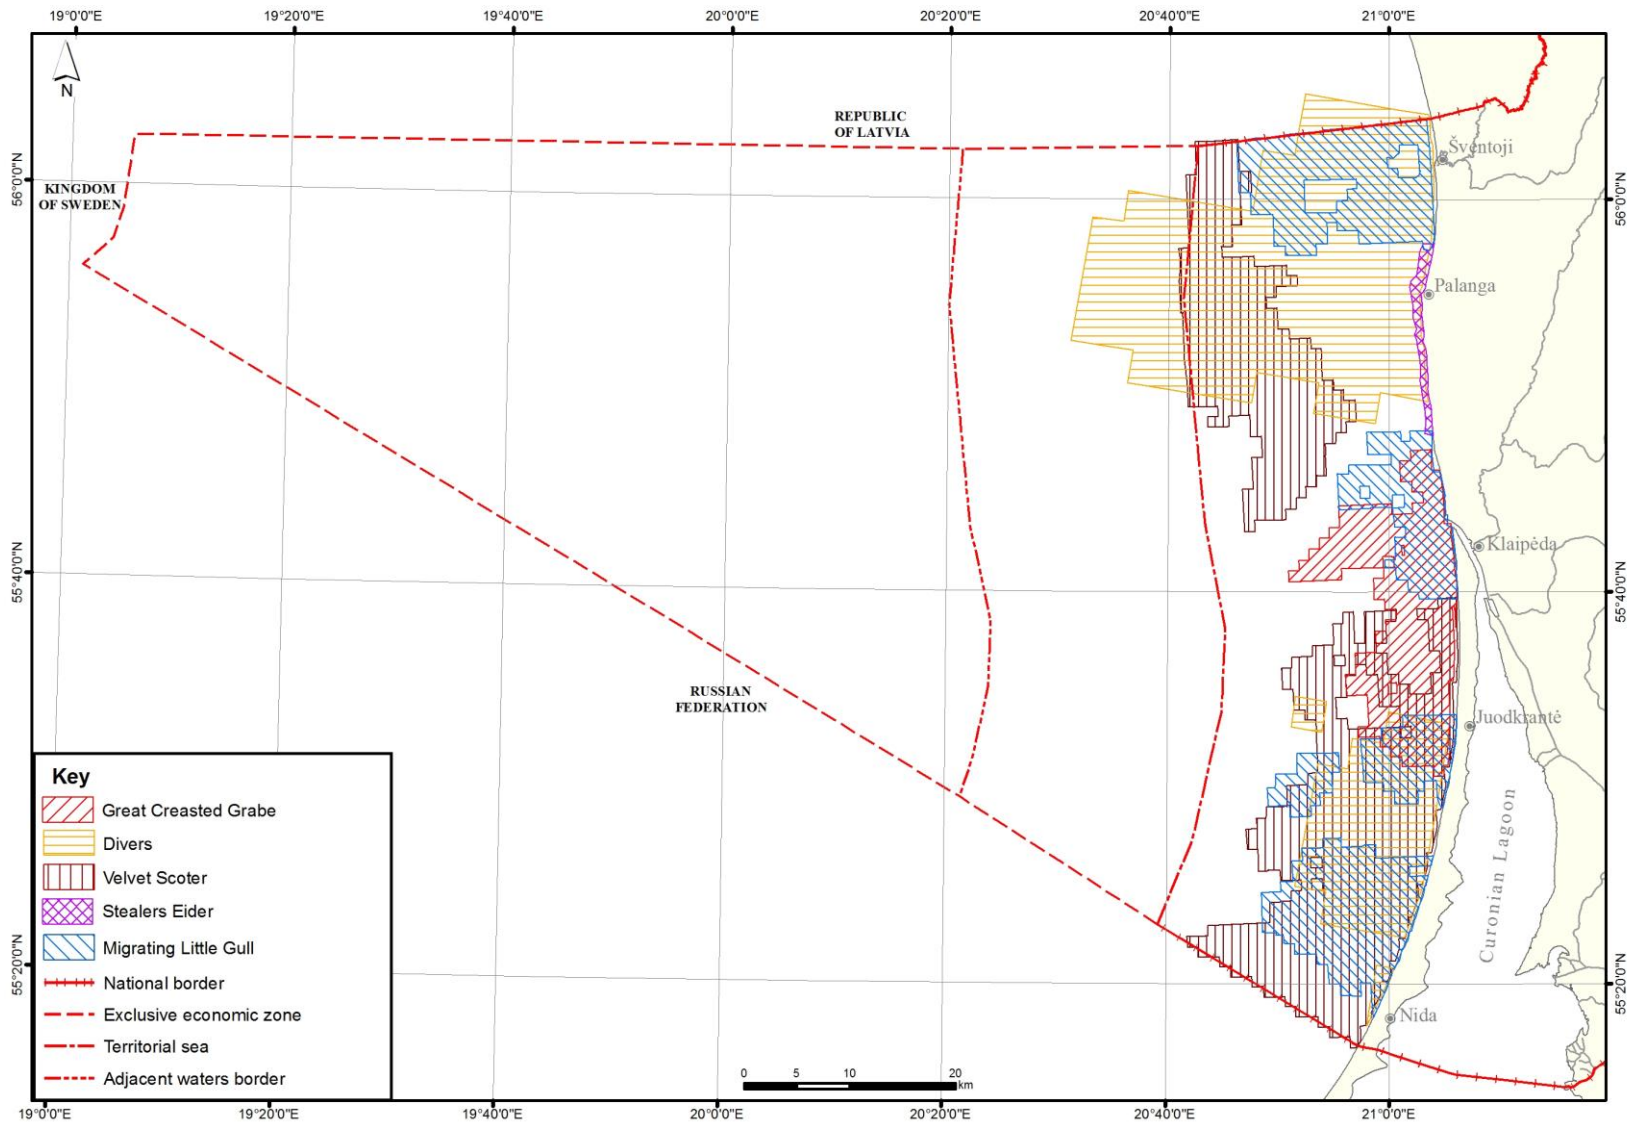 19°0'0"E 19°20'0"E 19°40'0"E 20°0'0"E 20°20'0"E 20°40'0"E 21°0'0"E
N
REPUBLIC
OF LATVIA
Šventoji
KINGDOM
OF SWEDEN
56°0'0"N
56°0'0"N
Palanga
Klaipėda
55°40'0"N
55°40'0"N
RUSSIAN
FEDERATION
Juodkrantė
Curonian Lagoon
Key
Great Creasted Grabe
Divers
Velvet Scoter
Stealers Eider
Migrating Little Gull
National border
Exclusive economic zone
Territorial sea
Adjacent waters border
55°20'0"N
55°20'0"N
Nida
0 5 10 20
km
19°0'0"E 19°20'0"E 19°40'0"E 20°0'0"E 20°20'0"E 20°40'0"E 21°0'0"E